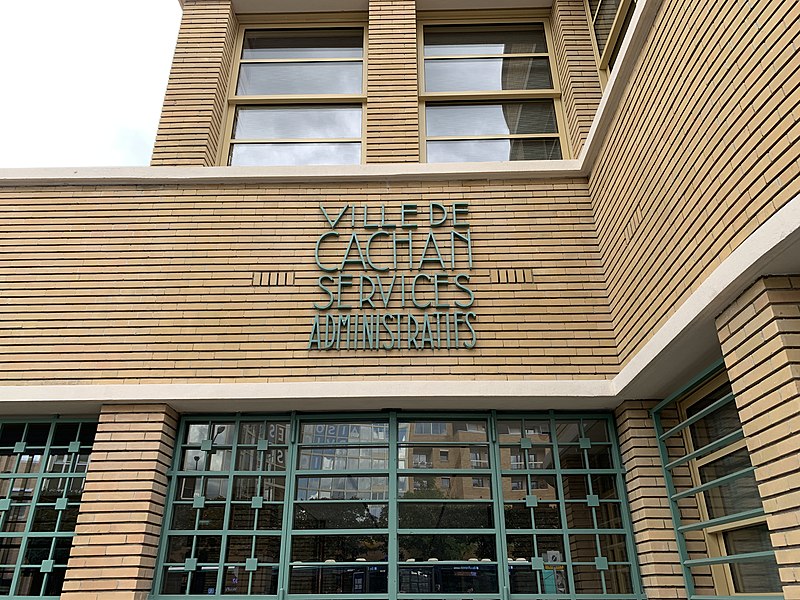 VILLE DE
CACHAN
SERVICES
ADMINISTRATIFS